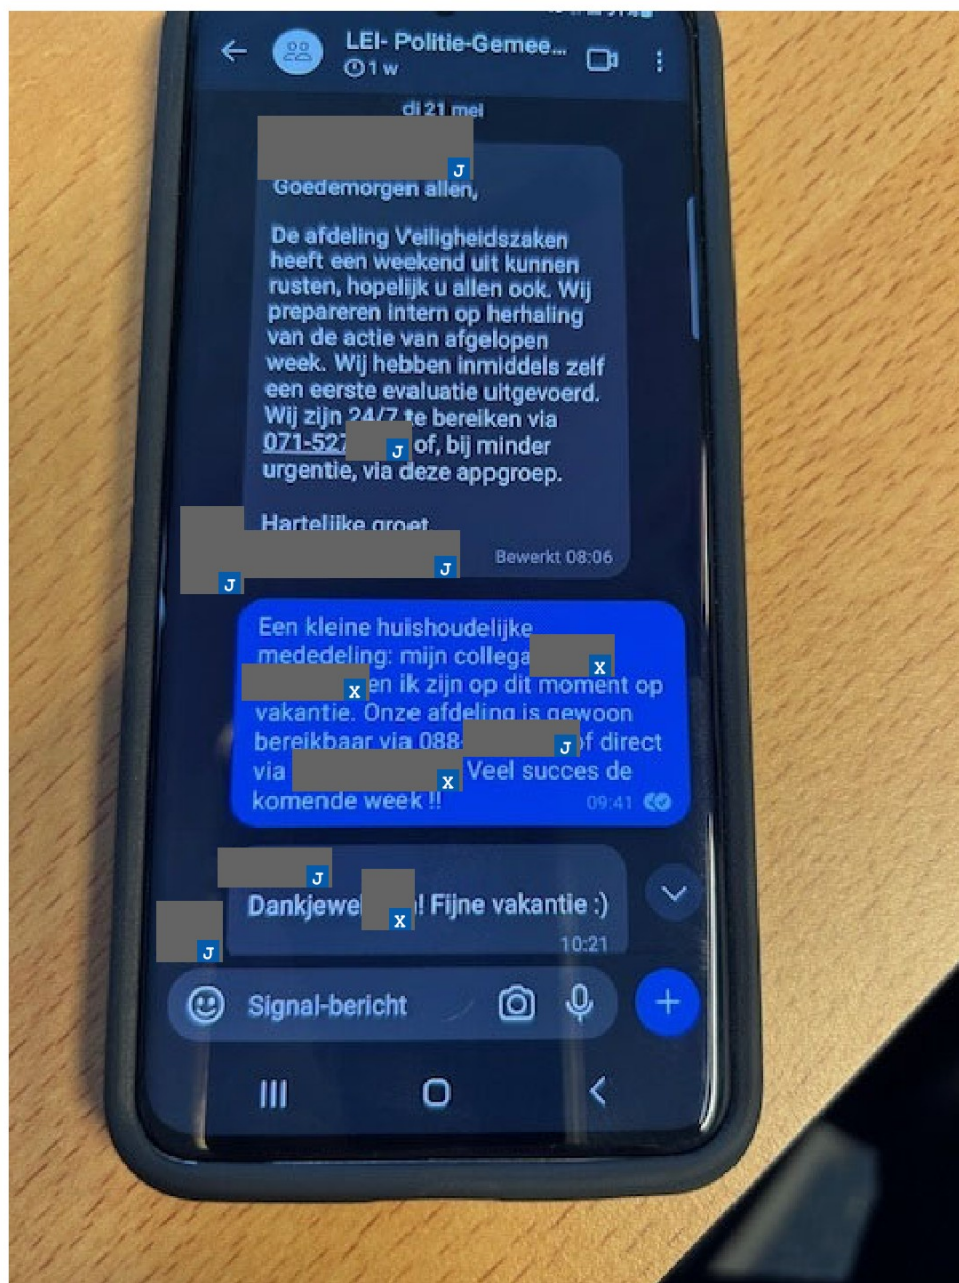 LEI- Politie-Gemee...
1 w
di 21 mei
J
Goedemorgen allen,
De afdeling Veiligheidszaken
heeft een weekend uit kunnen
rusten, hopelijk u allen ook. Wij
prepareren intern op herhaling
van de actie van afgelopen
week. Wij hebben inmiddels zelf
een eerste evaluatie uitgevoerd.
Wij zijn 24/7 te bereiken via
071-527 J of, bij minder
urgentie, via deze appgroep.
Hartelijke groet
J J
Bewerkt 08:06
Een kleine huishoudelijke
mededeling: mijn collega X
X en ik zijn op dit moment op
vakantie. Onze afdeling is gewoon
bereikbaar via 088- J of direct
via X Veel succes de
komende week !!
09:41
J
Dankjewel X ! Fijne vakantie :)
J
10:21
Signal-bericht